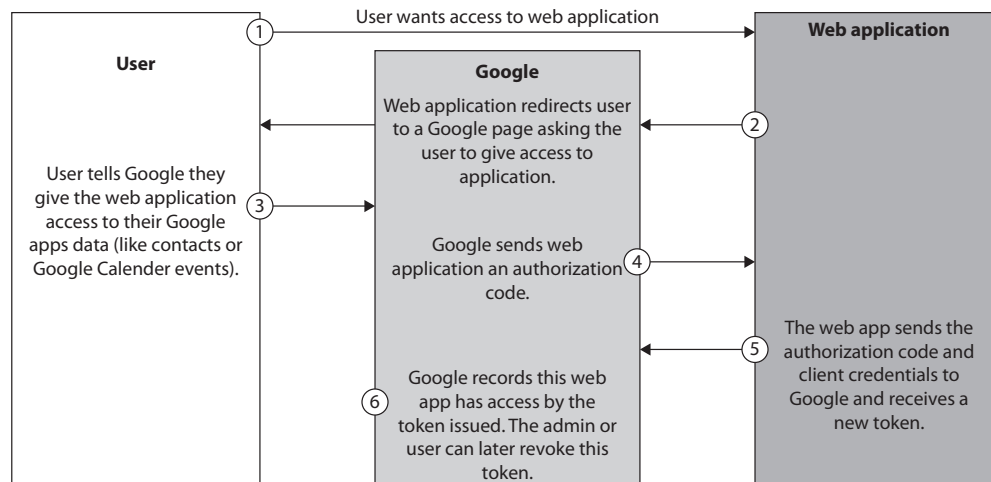 User wants access to web application
1
Web application
User
Google
Web application redirects user
to a Google page asking the
user to give access to
application.
2
User tells Google they
give the web application
access to their Google
apps data (like contacts or
Google Calender events).
3
Google sends web
application an authorization
code.
4
The web app sends the
authorization code and
client credentials to
Google and receives a
new token.
5
Google records this web
app has access by the
token issued. The admin or
user can later revoke this
token.
6